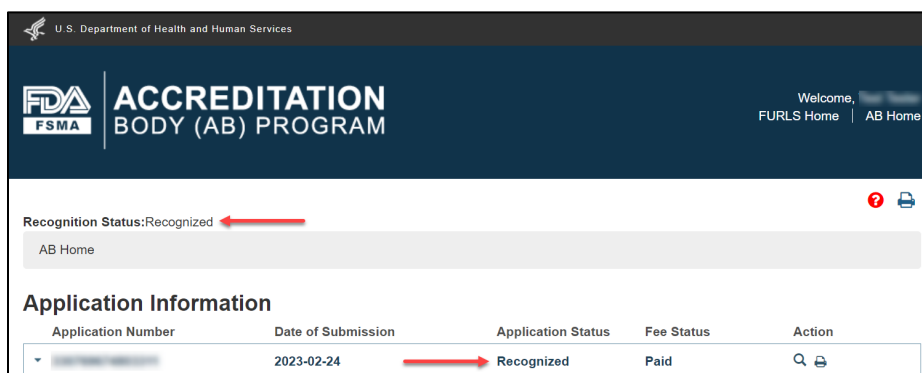 U.S. Department of Health and Human Services
FDA
FSMA
ACCREDITATION
BODY (AB) PROGRAM
Welcome,
FURLS Home | AB Home
?
Recognition Status:Recognized
AB Home
Application Information
Application Number Date of Submission Application Status Fee Status Action
2023-02-24 Recognized Paid